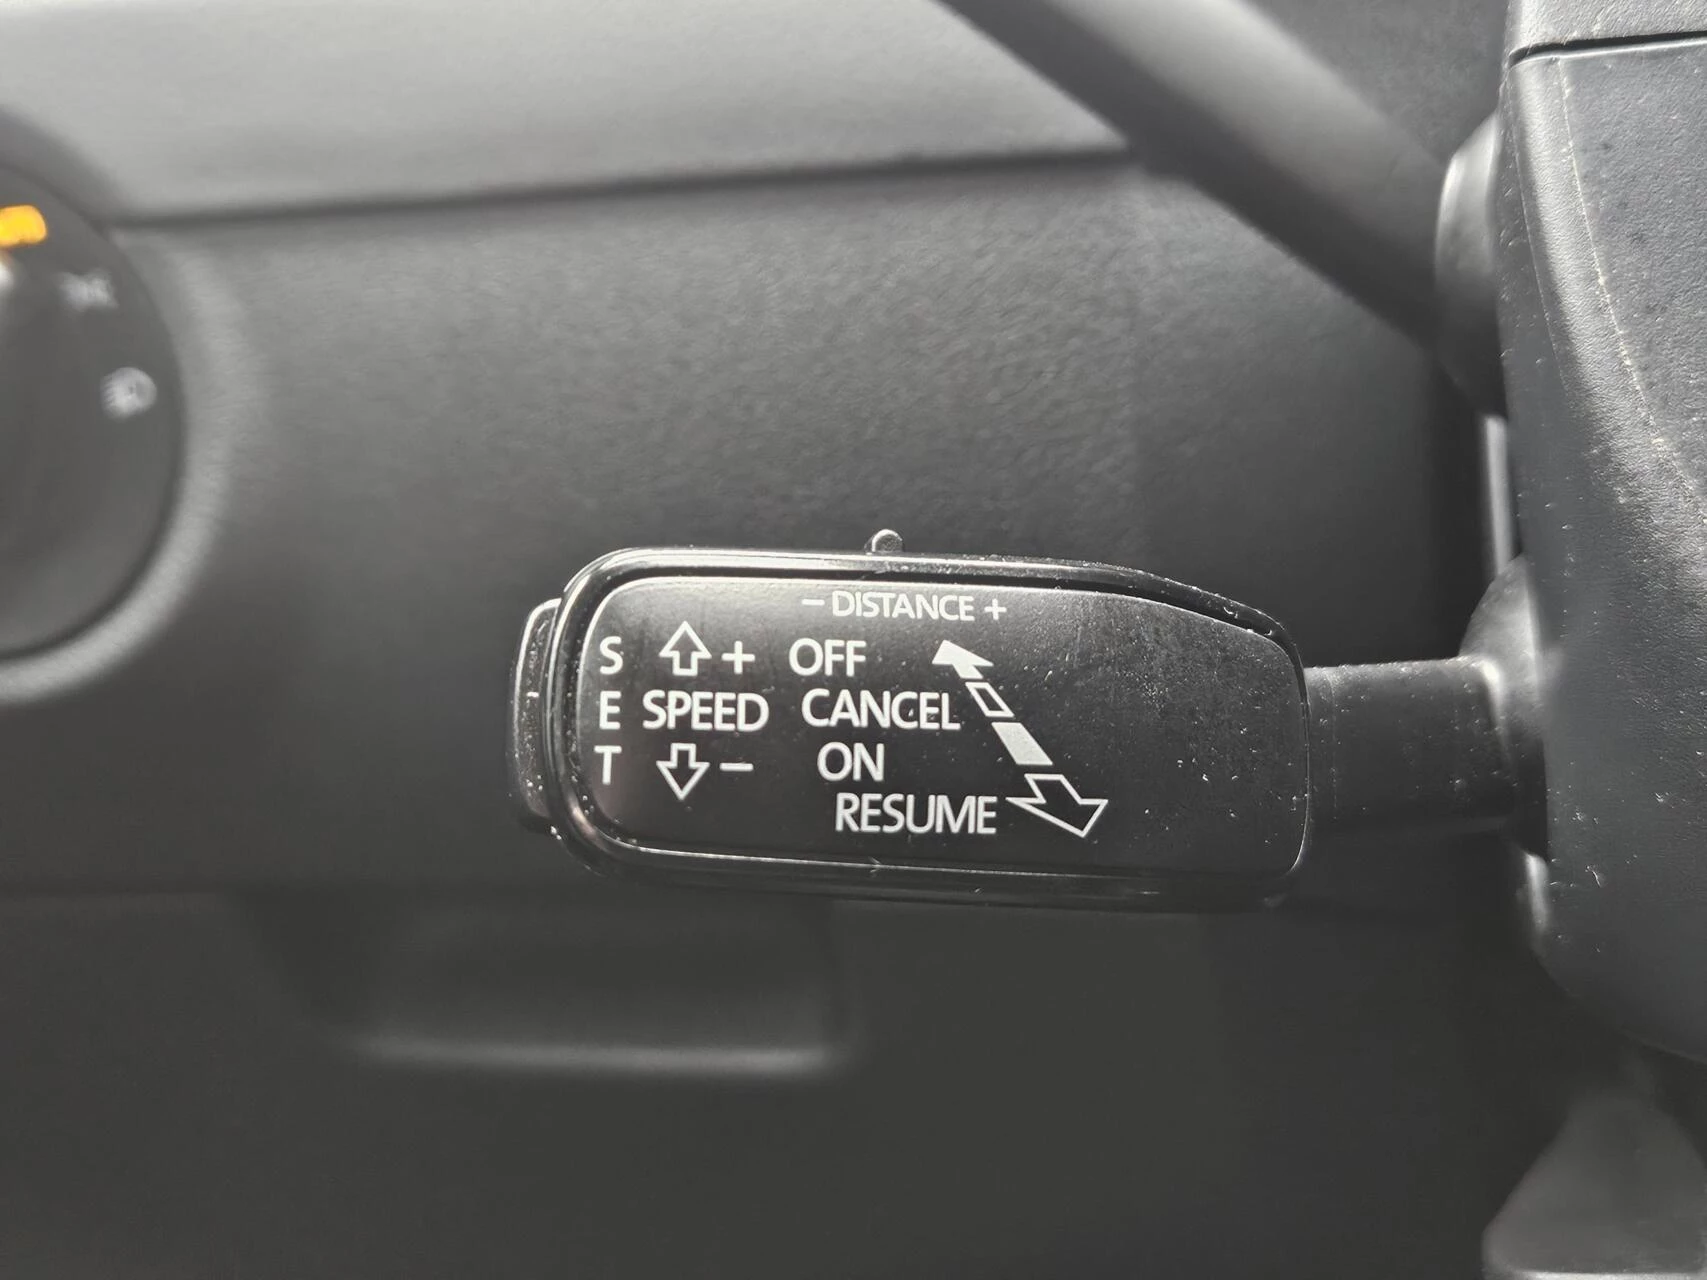 - DISTANCE +
S + OFF
E SPEED CANCEL
T - ON
RESUME